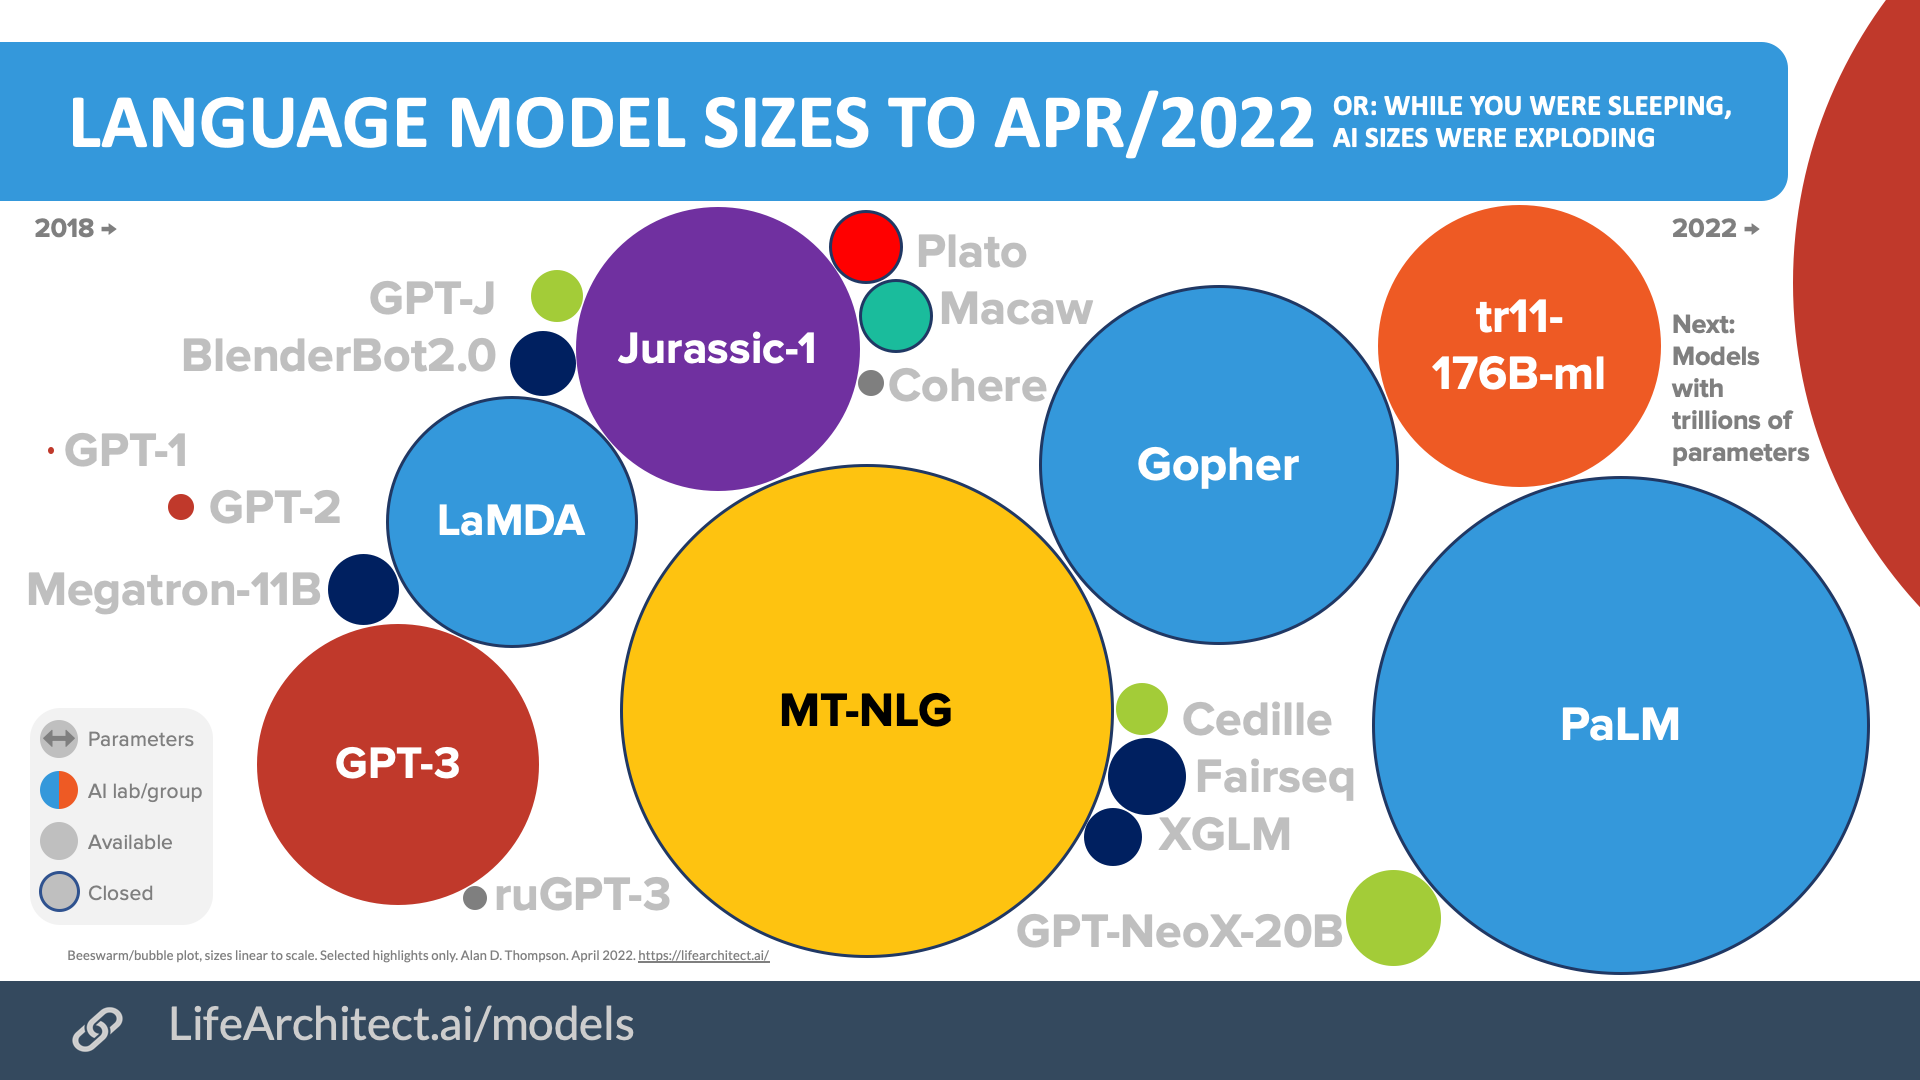 LANGUAGE MODEL SIZES TO APR/2022
OR: WHILE YOU WERE SLEEPING,
AI SIZES WERE EXPLODING
2018 →
2022 →
Plato
GPT-J
Macaw
Jurassic-1
BlenderBot2.0
Cohere
tr11-
176B-ml
Next:
Models
with
trillions of
parameters
GPT-1
Gopher
GPT-2
LaMDA
Megatron-11B
MT-NLG
Cedille
PaLM
GPT-3
Fairseq
XGLM
ruGPT-3
GPT-NeoX-20B
Parameters
AI lab/group
Available
Closed
Beeswarm/bubble plot, sizes linear to scale. Selected highlights only. Alan D. Thompson. April 2022. https://lifearchitect.ai/
LifeArchitect.ai/models